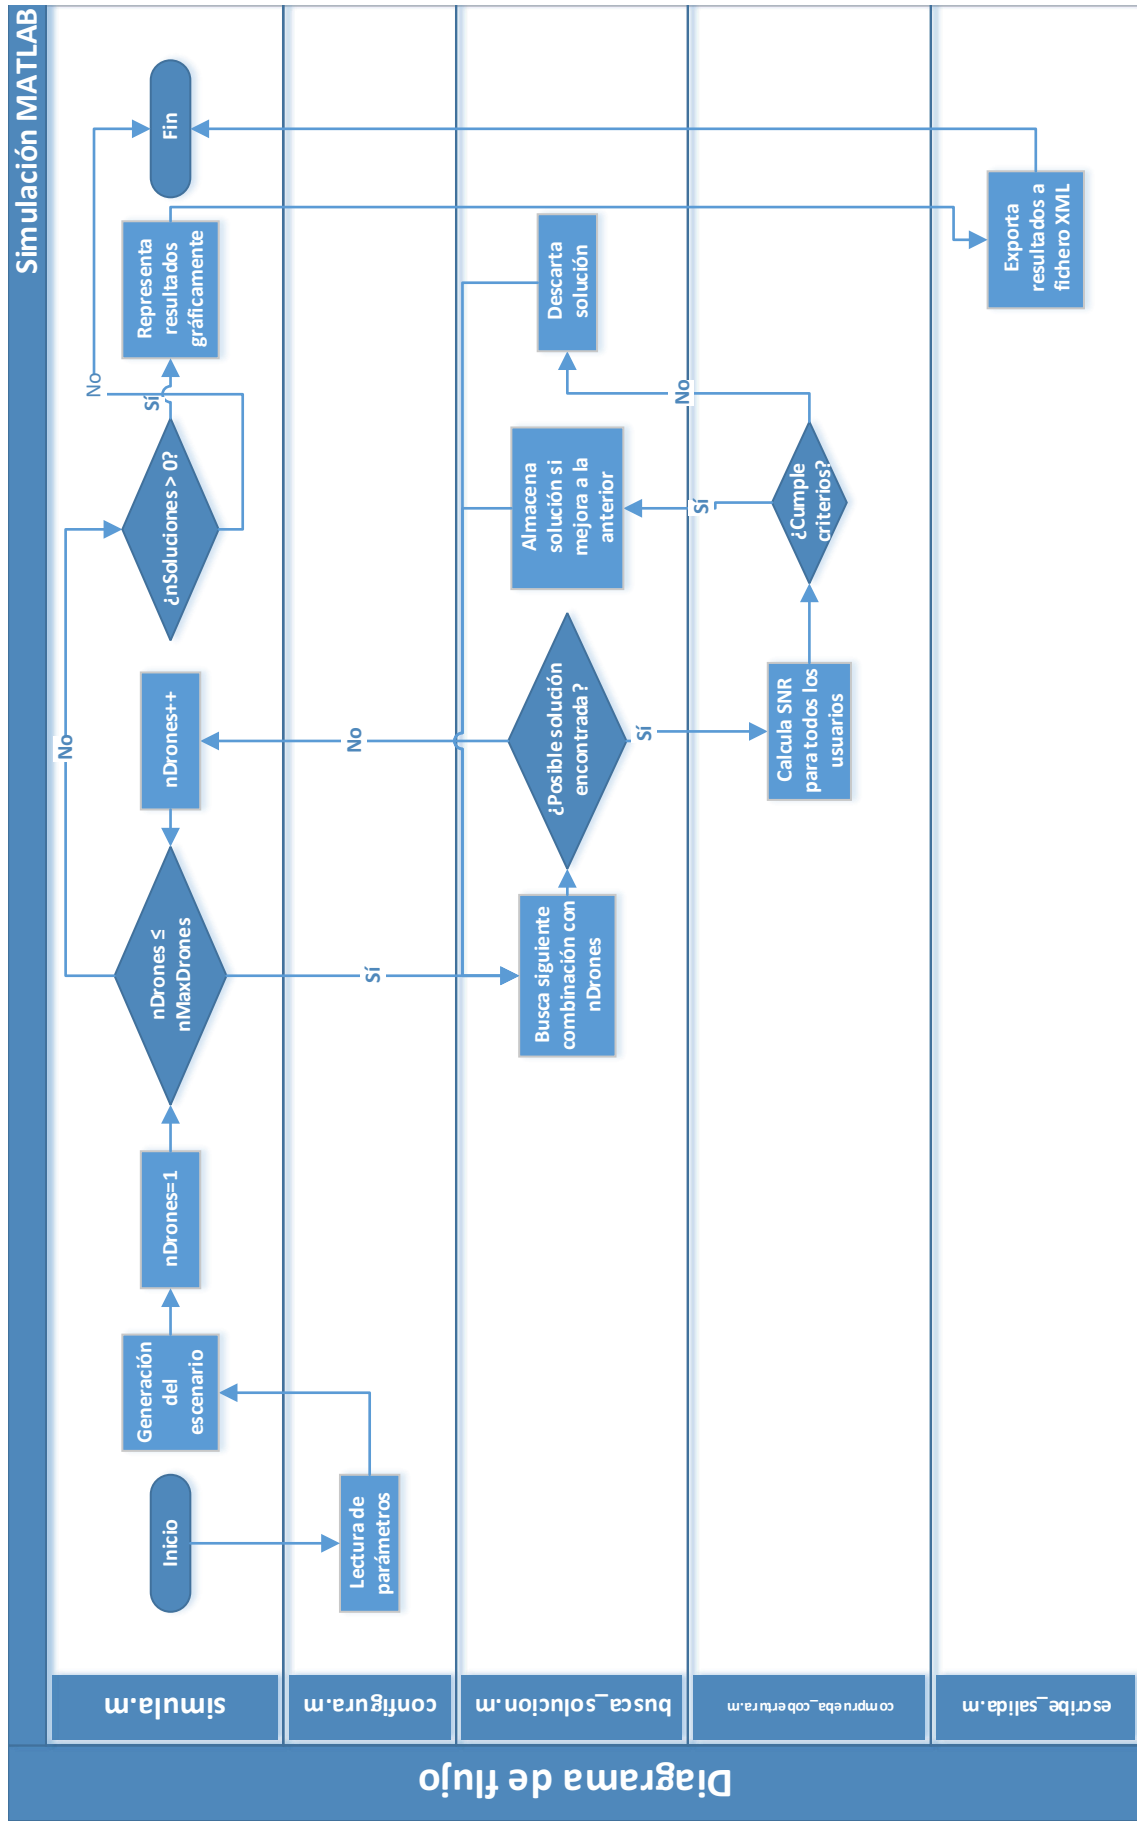 Simulación MATLAB
Diagrama de flujo
simula.m
configura.m
busca_solucion.m
comprueba_cobertura.m
escribe_salida.m
Inicio
Lectura de
parámetros
Generación
del
escenario
nDrones=1
nDrones ≤
nMaxDrones
No
Sí
nDrones++
Busca siguiente
combinación con
nDrones
¿Posible solución
encontrada?
No
Sí
Calcula SNR
para todos los
usuarios
¿Cumple
criterios?
Sí
No
Almacena
solución si
mejora a la
anterior
Descarta
solución
¿nSoluciones > 0?
Sí
No
Representa
resultados
gráficamente
Exporta
resultados a
fichero XML
Fin